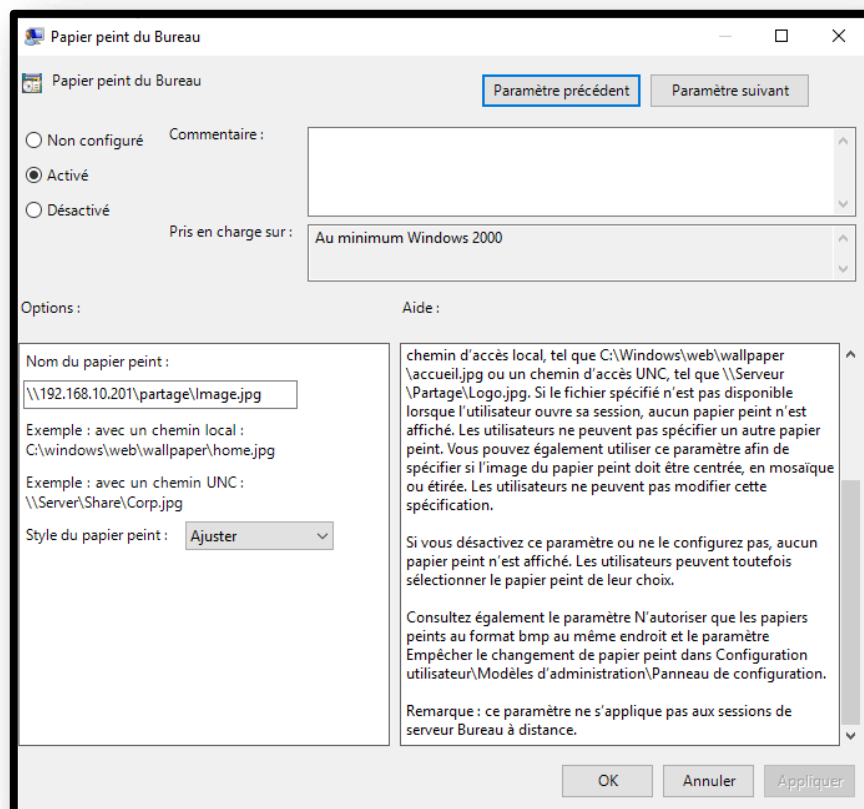 Papier peint du Bureau
Papier peint du Bureau
Paramètre précédent
Paramètre suivant
Non configuré
Commentaire :
Activé
Désactivé
Pris en charge sur :
Au minimum Windows 2000
Options :
Aide :
Nom du papier peint :
\\192.168.10.201\partage\Image.jpg
Exemple : avec un chemin local :
C:\windows\web\wallpaper\home.jpg
Exemple : avec un chemin UNC :
\\Server\Share\Corp.jpg
Style du papier peint :
Ajuster
chemin d'accès local, tel que C:\Windows\web\wallpaper
\accueil.jpg ou un chemin d'accès UNC, tel que \\Serveur
\Partage\Logo.jpg. Si le fichier spécifié n'est pas disponible
lorsque l'utilisateur ouvre sa session, aucun papier peint n'est
affiché. Les utilisateurs ne peuvent pas spécifier un autre papier
peint. Vous pouvez également utiliser ce paramètre afin de
spécifier si l'image du papier peint doit être centrée, en mosaïque
ou étirée. Les utilisateurs ne peuvent pas modifier cette
spécification.
Si vous désactivez ce paramètre ou ne le configurez pas, aucun
papier peint n'est affiché. Les utilisateurs peuvent toutefois
sélectionner le papier peint de leur choix.
Consultez également le paramètre N'autoriser que les papiers
peints au format bmp au même endroit et le paramètre
Empêcher le changement de papier peint dans Configuration
utilisateur\Modèles d'administration\Panneau de configuration.
Remarque : ce paramètre ne s'applique pas aux sessions de
serveur Bureau à distance.
OK
Annuler
Appliquer